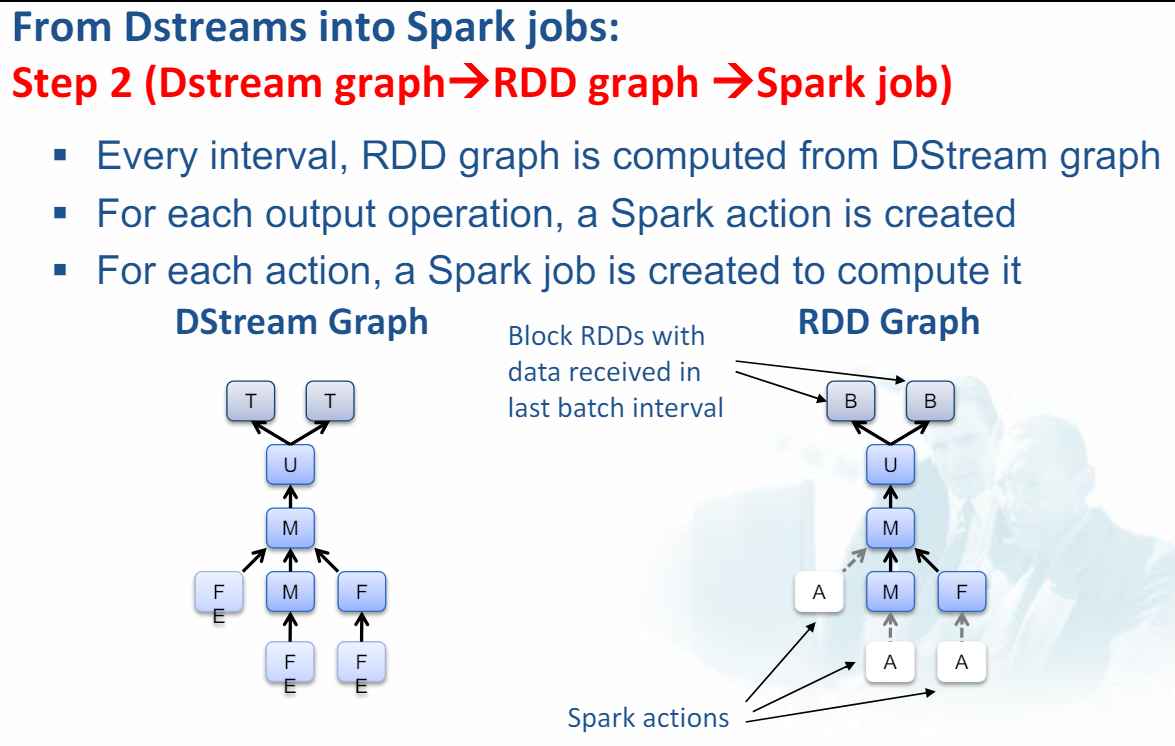 From Dstreams into Spark jobs:
Step 2 (Dstream graph→RDD graph →Spark job)
▪ Every interval, RDD graph is computed from DStream graph
▪ For each output operation, a Spark action is created
▪ For each action, a Spark job is created to compute it
DStream Graph
T T
U
M
F
E
M
F
F
E
F
E
Block RDDs with
data received in
last batch interval
RDD Graph
B B
U
M
A M F
A A
Spark actions